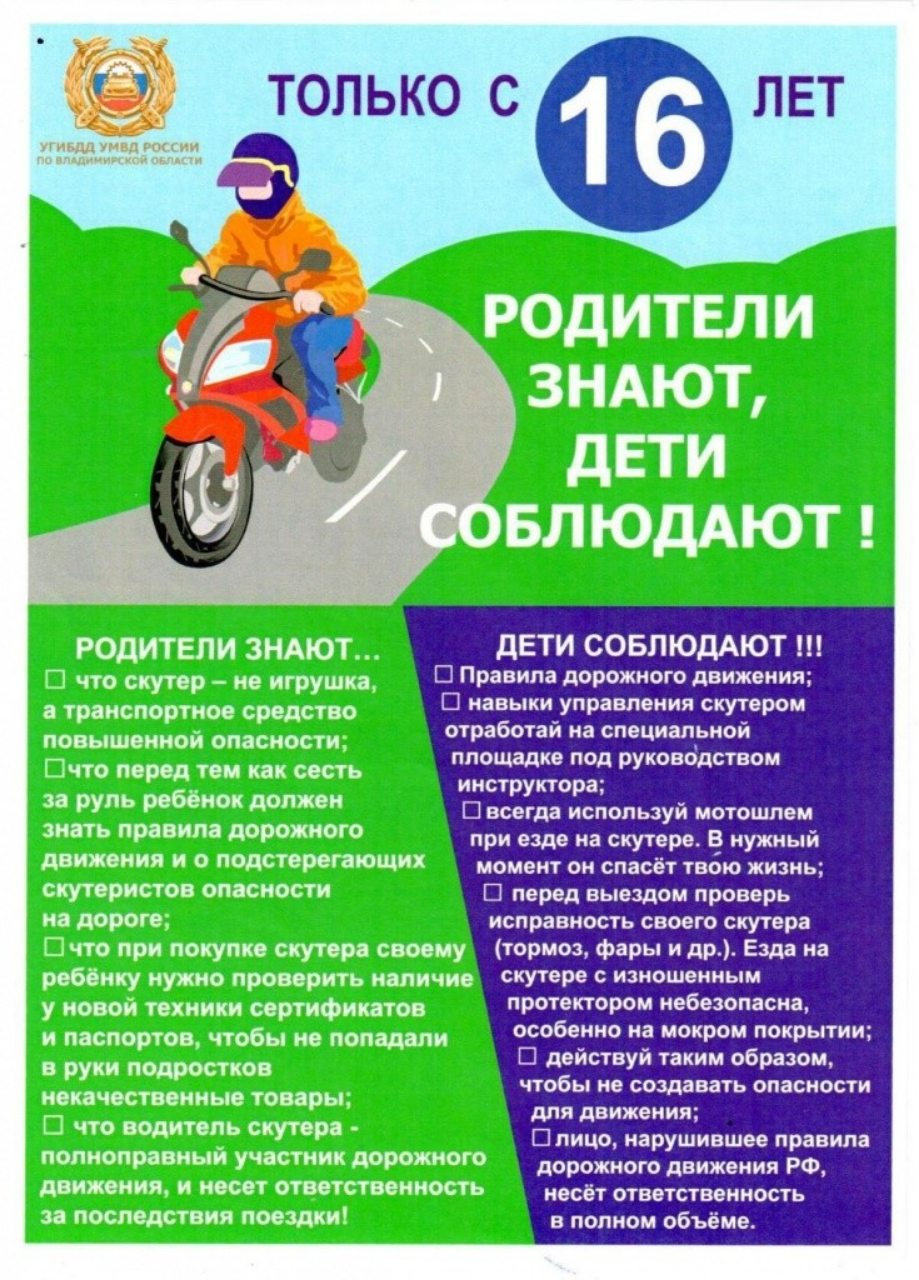 УГИБДД УМВД РОССИИ
ПО ВЛАДИМИРСКОЙ ОБЛАСТИ
ТОЛЬКО С 16 ЛЕТ
РОДИТЕЛИ
ЗНАЮТ,
ДЕТИ
СОБЛЮДАЮТ !
РОДИТЕЛИ ЗНАЮТ...
☐ что скутер – не игрушка,
а транспортное средство
повышенной опасности;
☐что перед тем как сесть
за руль ребёнок должен
знать правила дорожного
движения и о подстерегающих
скутеристов опасности
на дороге;
☐что при покупке скутера своему
ребёнку нужно проверить наличие
у новой техники сертификатов
и паспортов, чтобы не попадали
в руки подростков
некачественные товары;
☐ что водитель скутера -
полноправный участник дорожного
движения, и несет ответственность
за последствия поездки!
ДЕТИ СОБЛЮДАЮТ !!!
☐ Правила дорожного движения;
☐ навыки управления скутером
отработай на специальной
площадке под руководством
инструктора;
☐ всегда используй мотошлем
при езде на скутере. В нужный
момент он спасёт твою жизнь;
☐ перед выездом проверь
исправность своего скутера
(тормоз, фары и др.). Езда на
скутере с изношенным
протектором небезопасна,
особенно на мокром покрытии;
☐ действуй таким образом,
чтобы не создавать опасности
для движения;
☐ лицо, нарушившее правила
дорожного движения РФ,
несёт ответственность
в полном объёме.